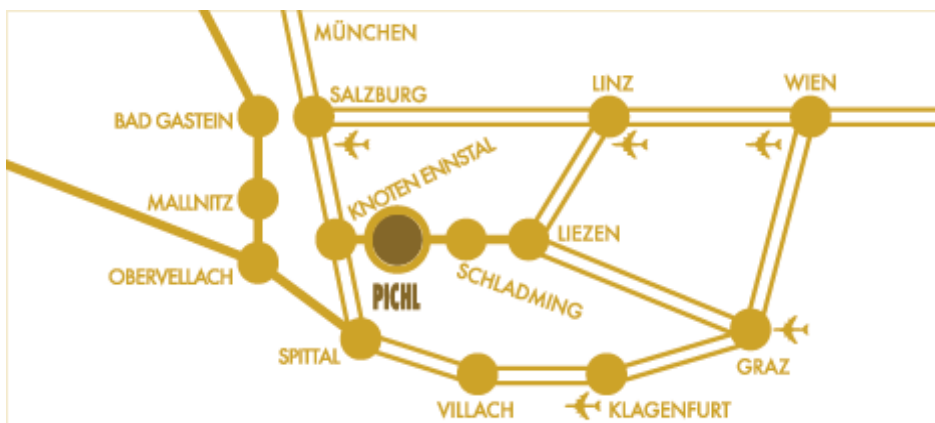 MÜNCHEN
SALZBURG
LINZ
WIEN
BAD GASTEIN
KNOTEN ENNSTAL
MALLNITZ
LIEZEN
OBERVELLACH
SCHLADMING
PICHL
SPITTAL
GRAZ
VILLACH
KLAGENFURT